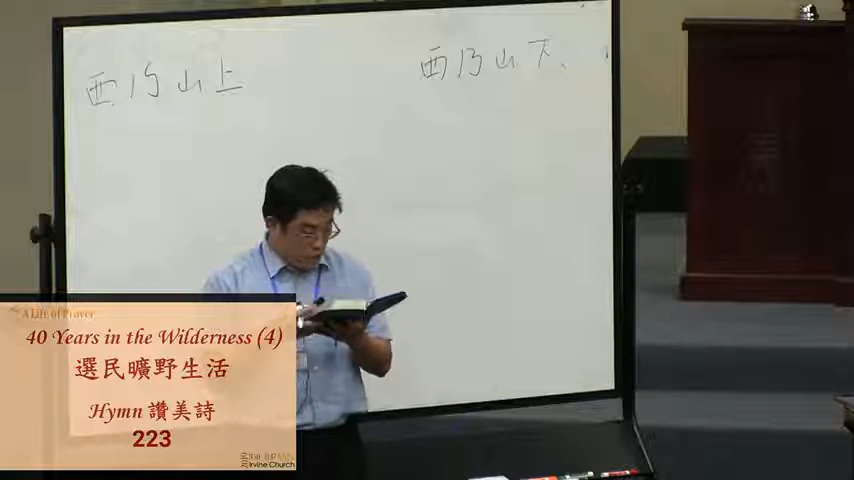 西乃山上
西乃山下、
A Life of Prayer
40 Years in the Wilderness (4)
選民曠野生活
Hymn 讚美詩
223
Irvine Church